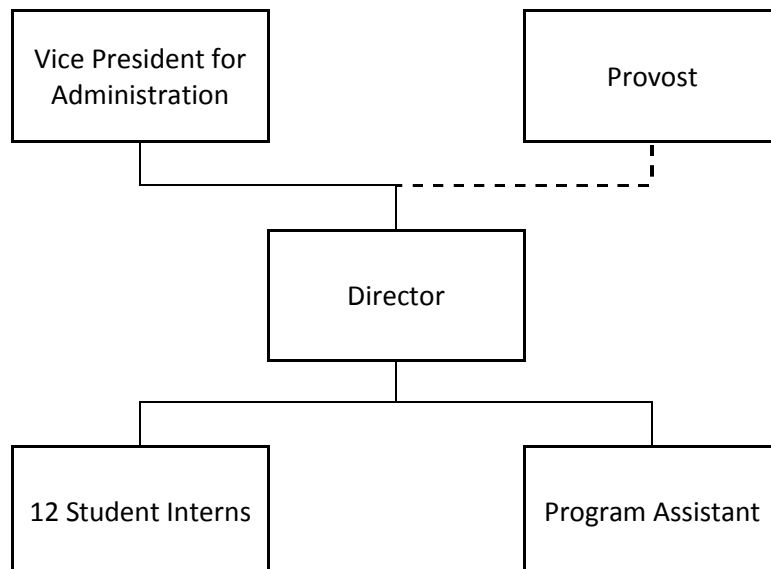 Vice President for
Administration
Provost
Director
12 Student Interns
Program Assistant